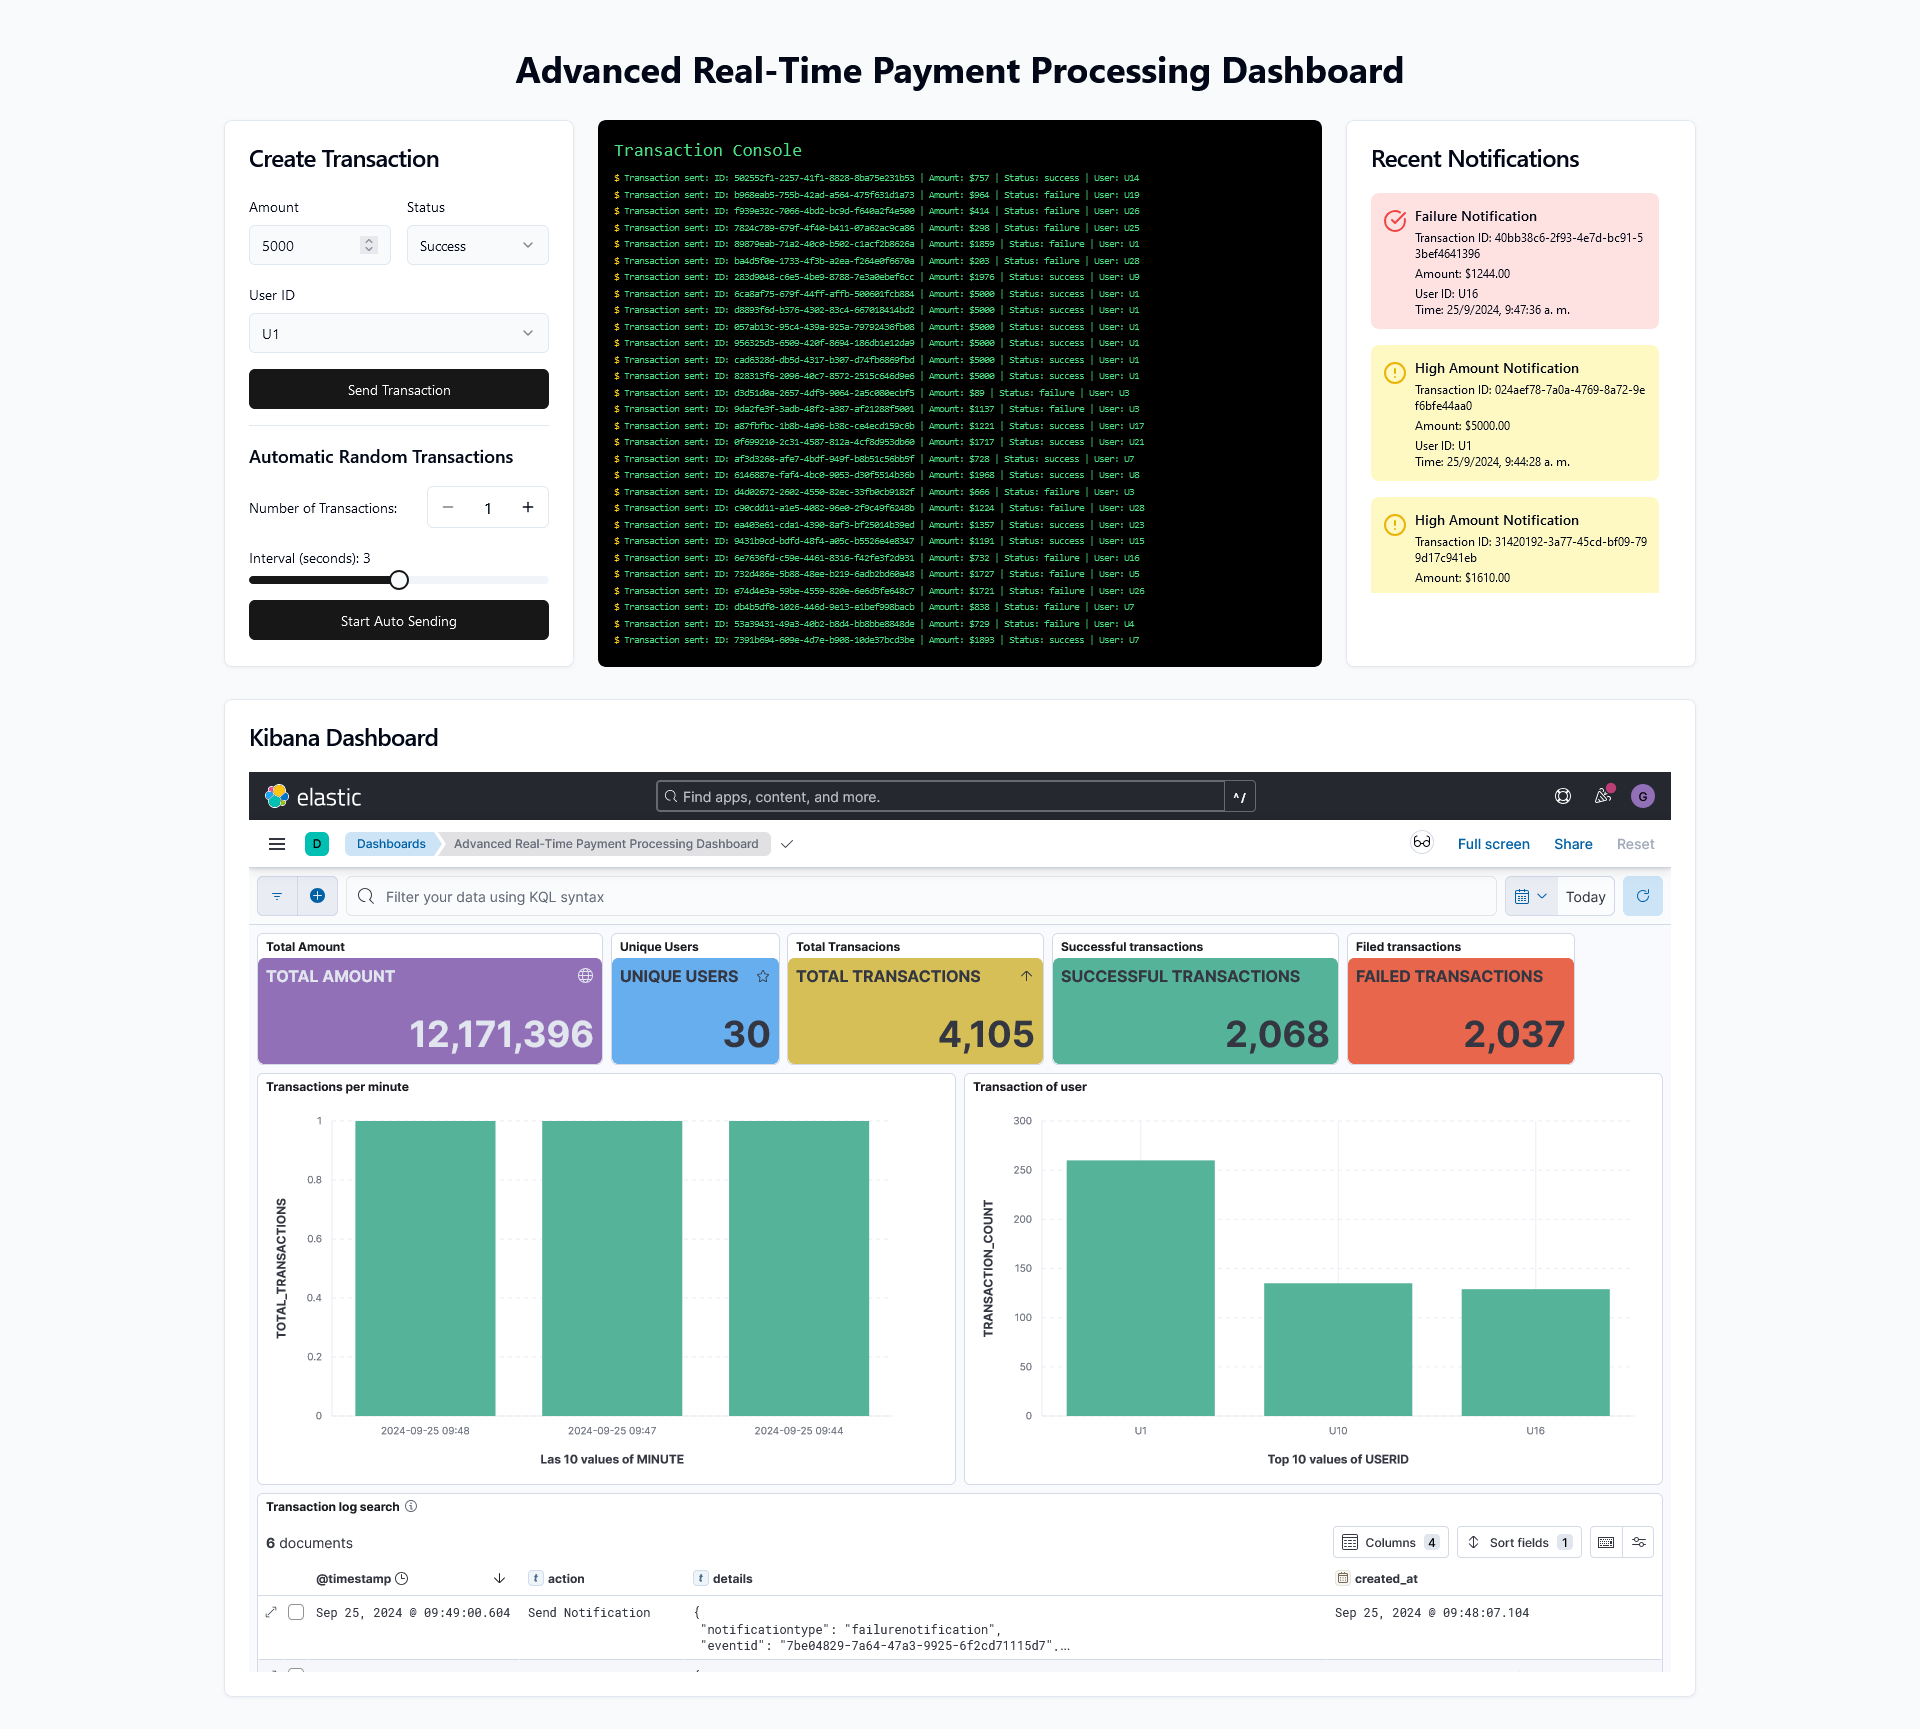 Advanced Real-Time Payment Processing Dashboard
Create Transaction
Amount
Status
5000
Success
User ID
U1
Send Transaction
Automatic Random Transactions
Number of Transactions:
1
Interval (seconds): 3
Start Auto Sending
Transaction Console
$ Transaction sent: ID: 502552f1-2257-41f1-8828-8ba75e231b53 | Amount: $757 | Status: success | User: U14
$ Transaction sent: ID: b968eab5-755b-42ad-a564-475f631d1a73 | Amount: $964 | Status: failure | User: U19
$ Transaction sent: ID: f939e32c-7066-4bd2-bc9d-f640a2f4e500 | Amount: $414 | Status: failure | User: U26
$ Transaction sent: ID: 7824c789-679f-4f40-b411-07a62ac9ca86 | Amount: $298 | Status: failure | User: U25
$ Transaction sent: ID: 89879eab-71a2-40c0-b502-c1acf2b8626a | Amount: $1859 | Status: failure | User: U1
$ Transaction sent: ID: ba4d5f0e-1733-4f3b-a2ea-f264e0f6670a | Amount: $203 | Status: failure | User: U28
$ Transaction sent: ID: 283d9048-c6e5-4be9-8788-7e3a0ebef6cc | Amount: $1976 | Status: success | User: U9
$ Transaction sent: ID: 6ca8af75-679f-44ff-affb-500601fcb884 | Amount: $5000 | Status: success | User: U1
$ Transaction sent: ID: d8893f6d-b376-4302-83c4-667018414bd2 | Amount: $5000 | Status: success | User: U1
$ Transaction sent: ID: 057ab13c-95c4-439a-925a-79792436fb08 | Amount: $5000 | Status: success | User: U1
$ Transaction sent: ID: 956325d3-6509-420f-8694-186db1e12da9 | Amount: $5000 | Status: success | User: U1
$ Transaction sent: ID: cad6328d-db5d-4317-b307-d74fb6869fbd | Amount: $5000 | Status: success | User: U1
$ Transaction sent: ID: 828313f6-2096-40c7-8572-2515c646d9e6 | Amount: $5000 | Status: success | User: U1
$ Transaction sent: ID: d3d51d0a-2657-4df9-9064-2a5c080ecbf5 | Amount: $89 | Status: failure | User: U3
$ Transaction sent: ID: 9da2fe3f-3adb-48f2-a387-af21288f5001 | Amount: $1137 | Status: failure | User: U3
$ Transaction sent: ID: a87fbfbc-1b8b-4a96-b38c-ce4ecd159c6b | Amount: $1221 | Status: success | User: U17
$ Transaction sent: ID: 0f699210-2c31-4587-812a-4cf8d953db60 | Amount: $1717 | Status: success | User: U21
$ Transaction sent: ID: af3d3268-afe7-4bdf-949f-b8b51c56bb5f | Amount: $728 | Status: success | User: U7
$ Transaction sent: ID: 6146887e-faf4-4bc0-9053-d30f5514b36b | Amount: $1968 | Status: success | User: U8
$ Transaction sent: ID: d4d02672-2602-4550-82ec-33fb0cb9182f | Amount: $666 | Status: failure | User: U3
$ Transaction sent: ID: c90cdd11-a1e5-4082-96e0-2f9c49f6248b | Amount: $1224 | Status: failure | User: U28
$ Transaction sent: ID: ea403e61-cda1-4390-8af3-bf25014b39ed | Amount: $1357 | Status: success | User: U23
$ Transaction sent: ID: 9431b9cd-bdfd-48f4-a05c-b5526e4e8347 | Amount: $1191 | Status: success | User: U15
$ Transaction sent: ID: 6e7636fd-c59e-4461-8316-f42fe3f2d931 | Amount: $732 | Status: failure | User: U16
$ Transaction sent: ID: 732d486e-5b88-48ee-b219-6adb2bd60a48 | Amount: $1727 | Status: failure | User: U5
$ Transaction sent: ID: e74d4e3a-59be-4559-820e-6e6d5fe648c7 | Amount: $1721 | Status: failure | User: U26
$ Transaction sent: ID: db4b5df0-1026-446d-9e13-e1bef998bacb | Amount: $838 | Status: failure | User: U7
$ Transaction sent: ID: 53a39431-49a3-40b2-b8d4-bb8bbe8848de | Amount: $729 | Status: failure | User: U4
$ Transaction sent: ID: 7391b694-609e-4d7e-b908-10de37bcd3be | Amount: $1893 | Status: success | User: U7
Recent Notifications
Failure Notification
Transaction ID: 40bb38c6-2f93-4e7d-bc91-5
3bef4641396
Amount: $1244.00
User ID: U16
Time: 25/9/2024, 9:47:36 a. m.
High Amount Notification
Transaction ID: 024aef78-7a0a-4769-8a72-9e
f6bfe44aa0
Amount: $5000.00
User ID: U1
Time: 25/9/2024, 9:44:28 a. m.
High Amount Notification
Transaction ID: 31420192-3a77-45cd-bf09-79
9d17c941eb
Amount: $1610.00
Kibana Dashboard
elastic
Find apps, content, and more.
^/
G
D
Dashboards
Advanced Real-Time Payment Processing Dashboard
Full screen
Share
Reset
Filter your data using KQL syntax
Today
Total Amount
TOTAL AMOUNT
12,171,396
Unique Users
UNIQUE USERS
30
Total Transacions
TOTAL TRANSACTIONS
4,105
Successful transactions
SUCCESSFUL TRANSACTIONS
2,068
Filed transactions
FAILED TRANSACTIONS
2,037
Transactions per minute
TOTAL_TRANSACTIONS
1
0.8
0.6
0.4
0.2
0
2024-09-25 09:48
2024-09-25 09:47
2024-09-25 09:44
Las 10 values of MINUTE
Transaction of user
TRANSACTION_COUNT
300
250
200
150
100
50
0
U1
U10
U16
Top 10 values of USERID
Transaction log search
6 documents
Columns 4
Sort fields 1
@timestamp
t action
t details
created_at
Sep 25, 2024 @ 09:49:00.604
Send Notification
{
"notificationtype": "failurenotification",
"eventid": "7be04829-7a64-47a3-9925-6f2cd71115d7",...
Sep 25, 2024 @ 09:48:07.104